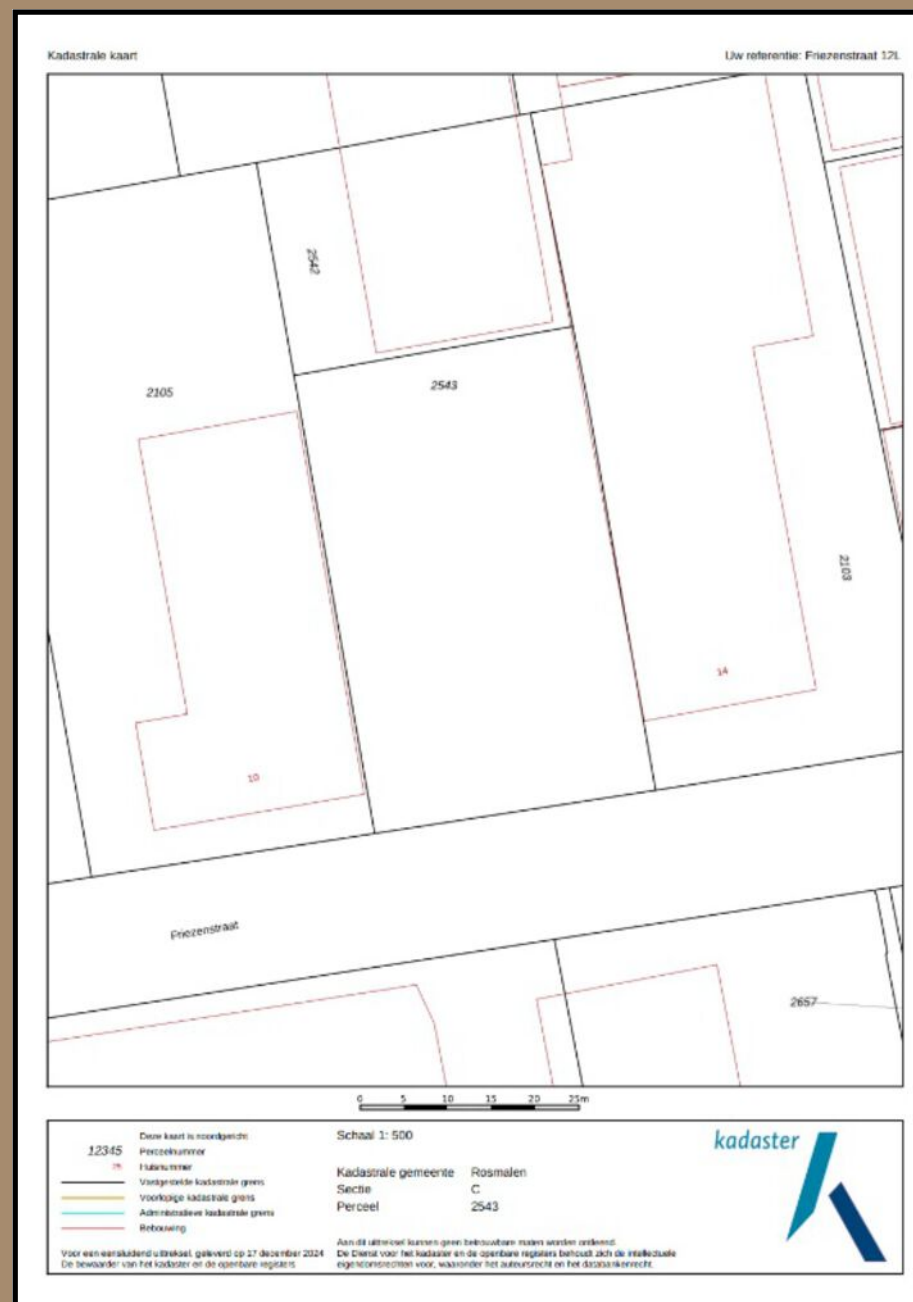 Kadastrale kaart
Uw referentie: Friezenstraat 12L
2542
2105
2543
2103
14
10
Friezenstraat
2657
0 5 10 15 20 25m
Deze kaart is noordgericht
12345 Perceelnummer
25 Huisnummer
Vastgestelde kadastrale grens
Voorlopige kadastrale grens
Administratieve kadastrale grens
Bebouwing
Voor een eensluidend uittreksel, geleverd op 17 december 2024
De bewaarder van het kadaster en de openbare registers
Schaal 1: 500
Kadastrale gemeente Rosmalen
Sectie C
Perceel 2543
Aan dit uittreksel kunnen geen betrouwbare maten worden ontleend.
De Dienst voor het kadaster en de openbare registers behoudt zich de intellectuele
eigendomsrechten voor, waaronder het auteursrecht en het databankenrecht.
kadaster